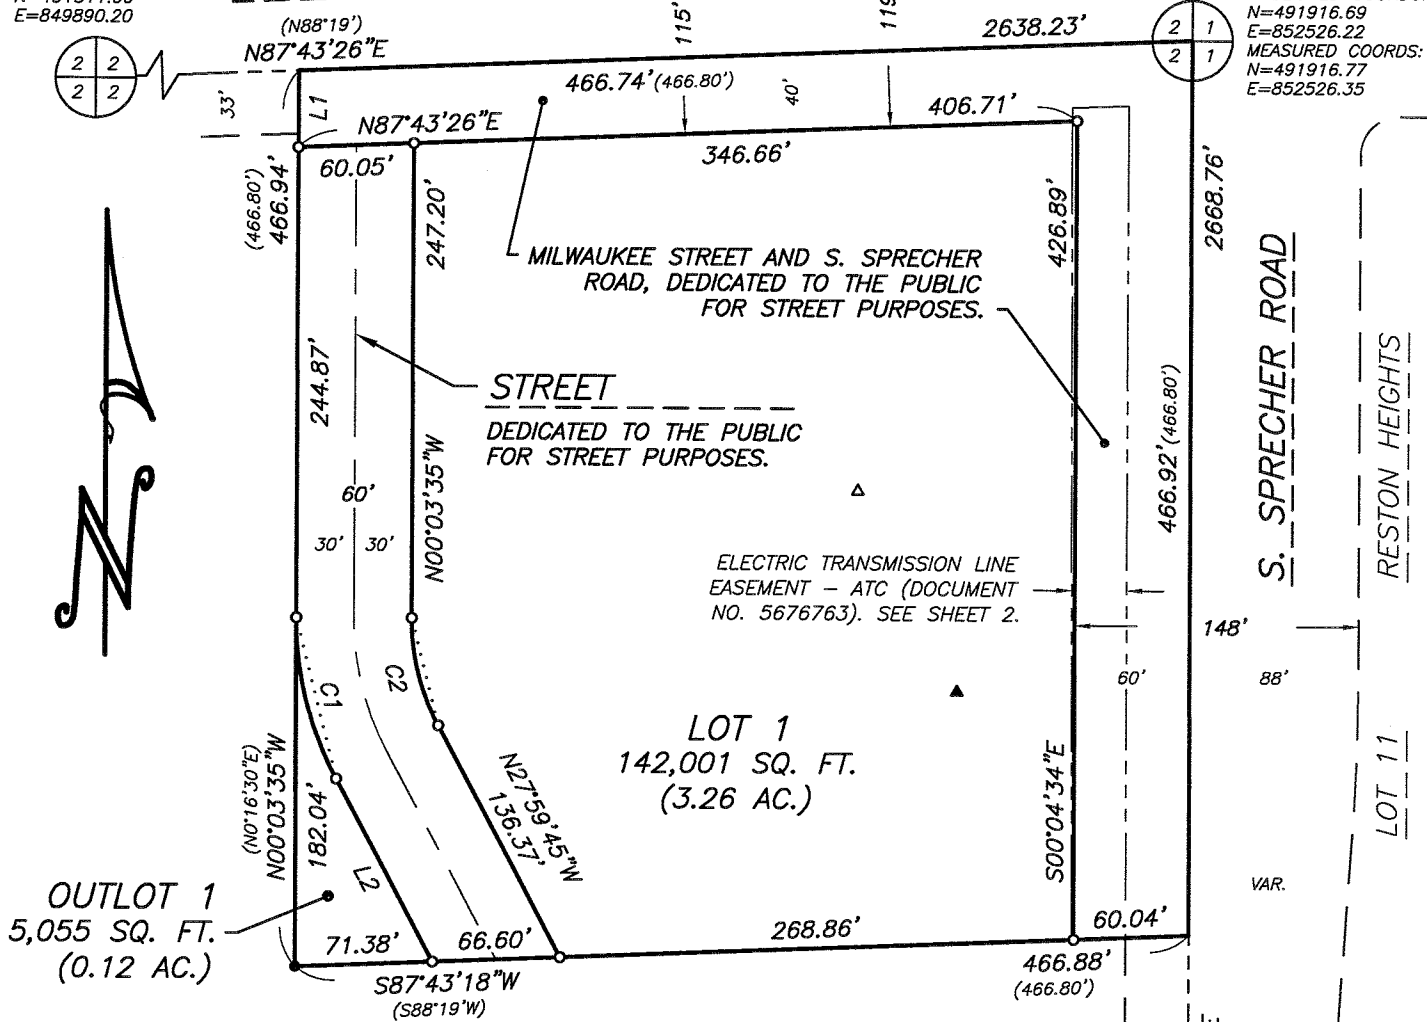 E=849890.20
(N88°19')
N87°43'26"E
115'
119
2638.23'
2 1
2 1
N=491916.69
E=852526.22
MEASURED COORDS:
N=491916.77
E=852526.35
2 2
2 2
33'
L1
466.74' (466.80')
40'
406.71'
N87°43'26"E
60.05'
346.66'
(466.80')
466.94'
247.20'
426.89'
2668.76'
MILWAUKEE STREET AND S. SPRECHER
ROAD, DEDICATED TO THE PUBLIC
FOR STREET PURPOSES.
244.87'
STREET
DEDICATED TO THE PUBLIC
FOR STREET PURPOSES.
N00°03'35"W
466.92' (466.80')
S. SPRECHER ROAD
RESTON HEIGHTS
60'
30' 30'
ELECTRIC TRANSMISSION LINE
EASEMENT – ATC (DOCUMENT
NO. 5676763). SEE SHEET 2.
148'
60'
88'
N
C1
C2
LOT 1
142,001 SQ. FT.
(3.26 AC.)
N27°59'45"W
136.37'
S00°04'34"E
LOT 11
(N0°16'30"E)
N00°03'35"W
182.04'
L2
VAR.
OUTLOT 1
5,055 SQ. FT.
(0.12 AC.)
71.38'
66.60'
268.86'
60.04'
S87°43'18"W
(S88°19'W)
466.88'
(466.80')